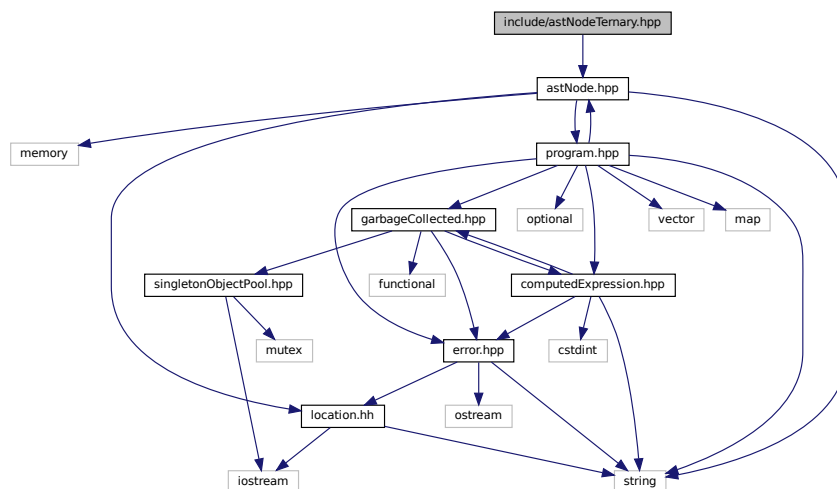 include/astNodeTernary.hpp
astNode.hpp
memory
program.hpp
garbageCollected.hpp
optional
vector
map
singletonObjectPool.hpp
functional
computedExpression.hpp
mutex
error.hpp
cstdint
location.hh
ostream
iostream
string